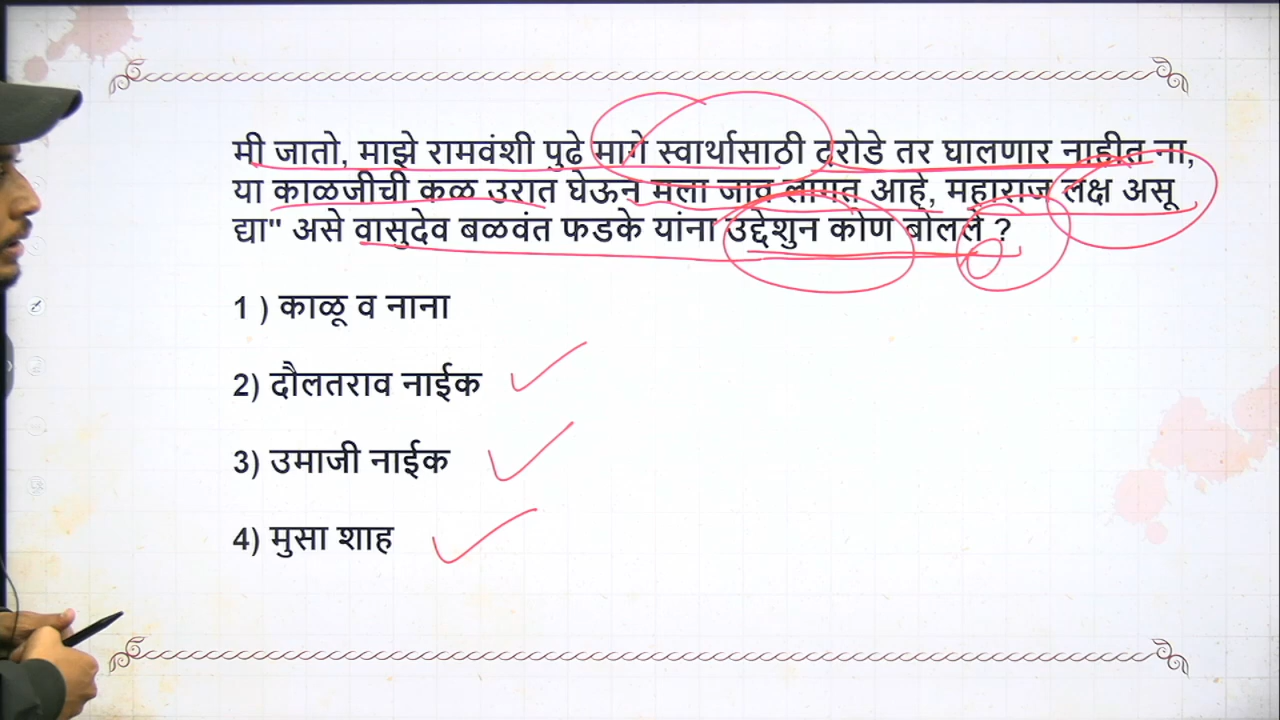 मी जातो, माझे रामवंशी पुढे मागे स्वार्थासाठी दरोडे तर घालणार नाहीत ना,
या काळजीची कळ उरात घेऊन मला जाव लागत आहे, महाराज लक्ष असू
द्या" असे वासुदेव बळवंत फडके यांना उद्देशुन कोण बोलले ?
1 ) काळू व नाना
2) दौलतराव नाईक
3) उमाजी नाईक
4) मुसा शाह